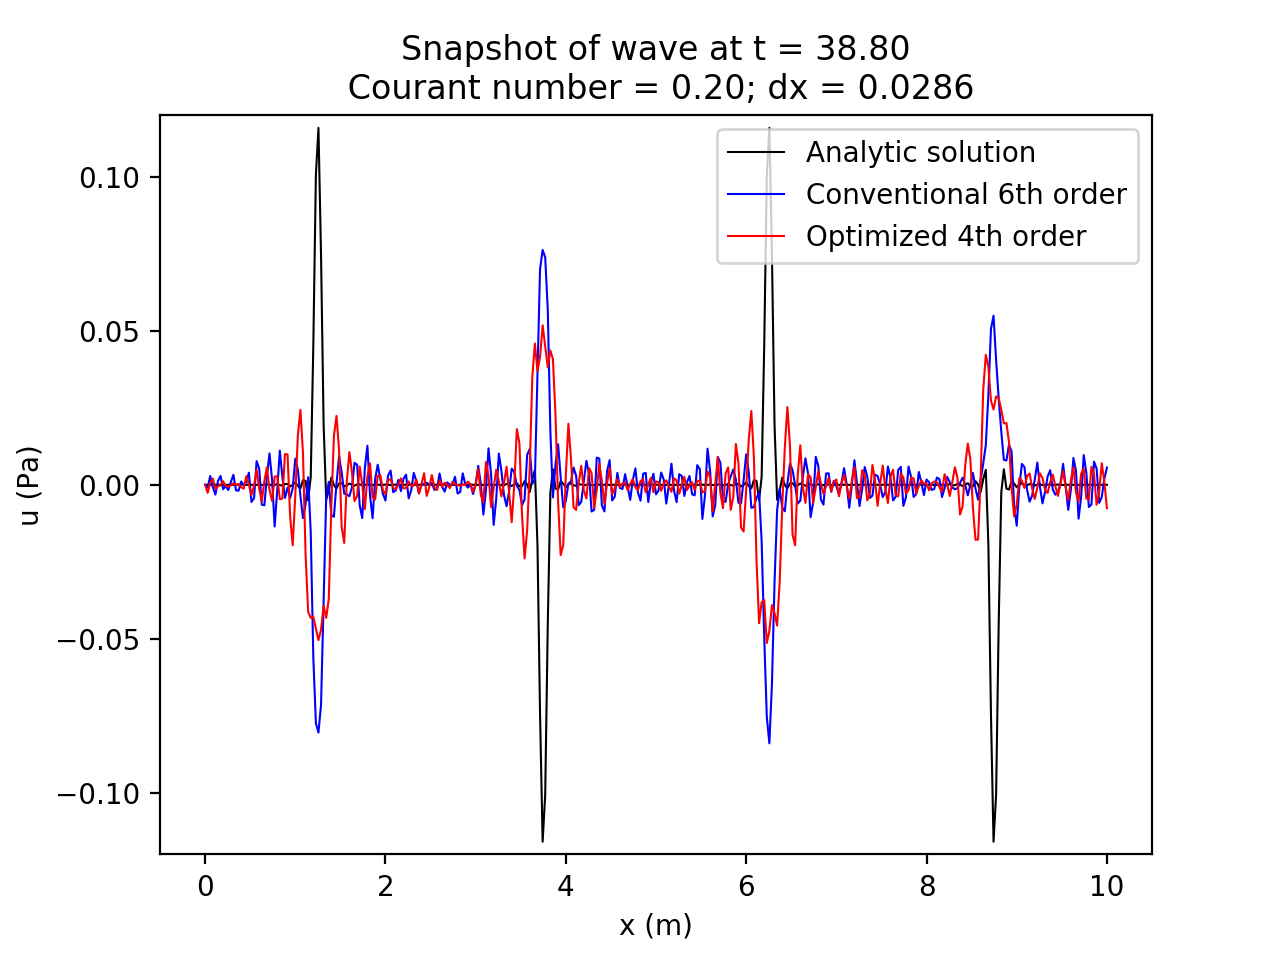 Snapshot of wave at t = 38.80
Courant number = 0.20; dx = 0.0286
Analytic solution
Conventional 6th order
Optimized 4th order
0.10
0.05
0.00
−0.05
−0.10
u (Pa)
0 2 4 6 8 10
x (m)